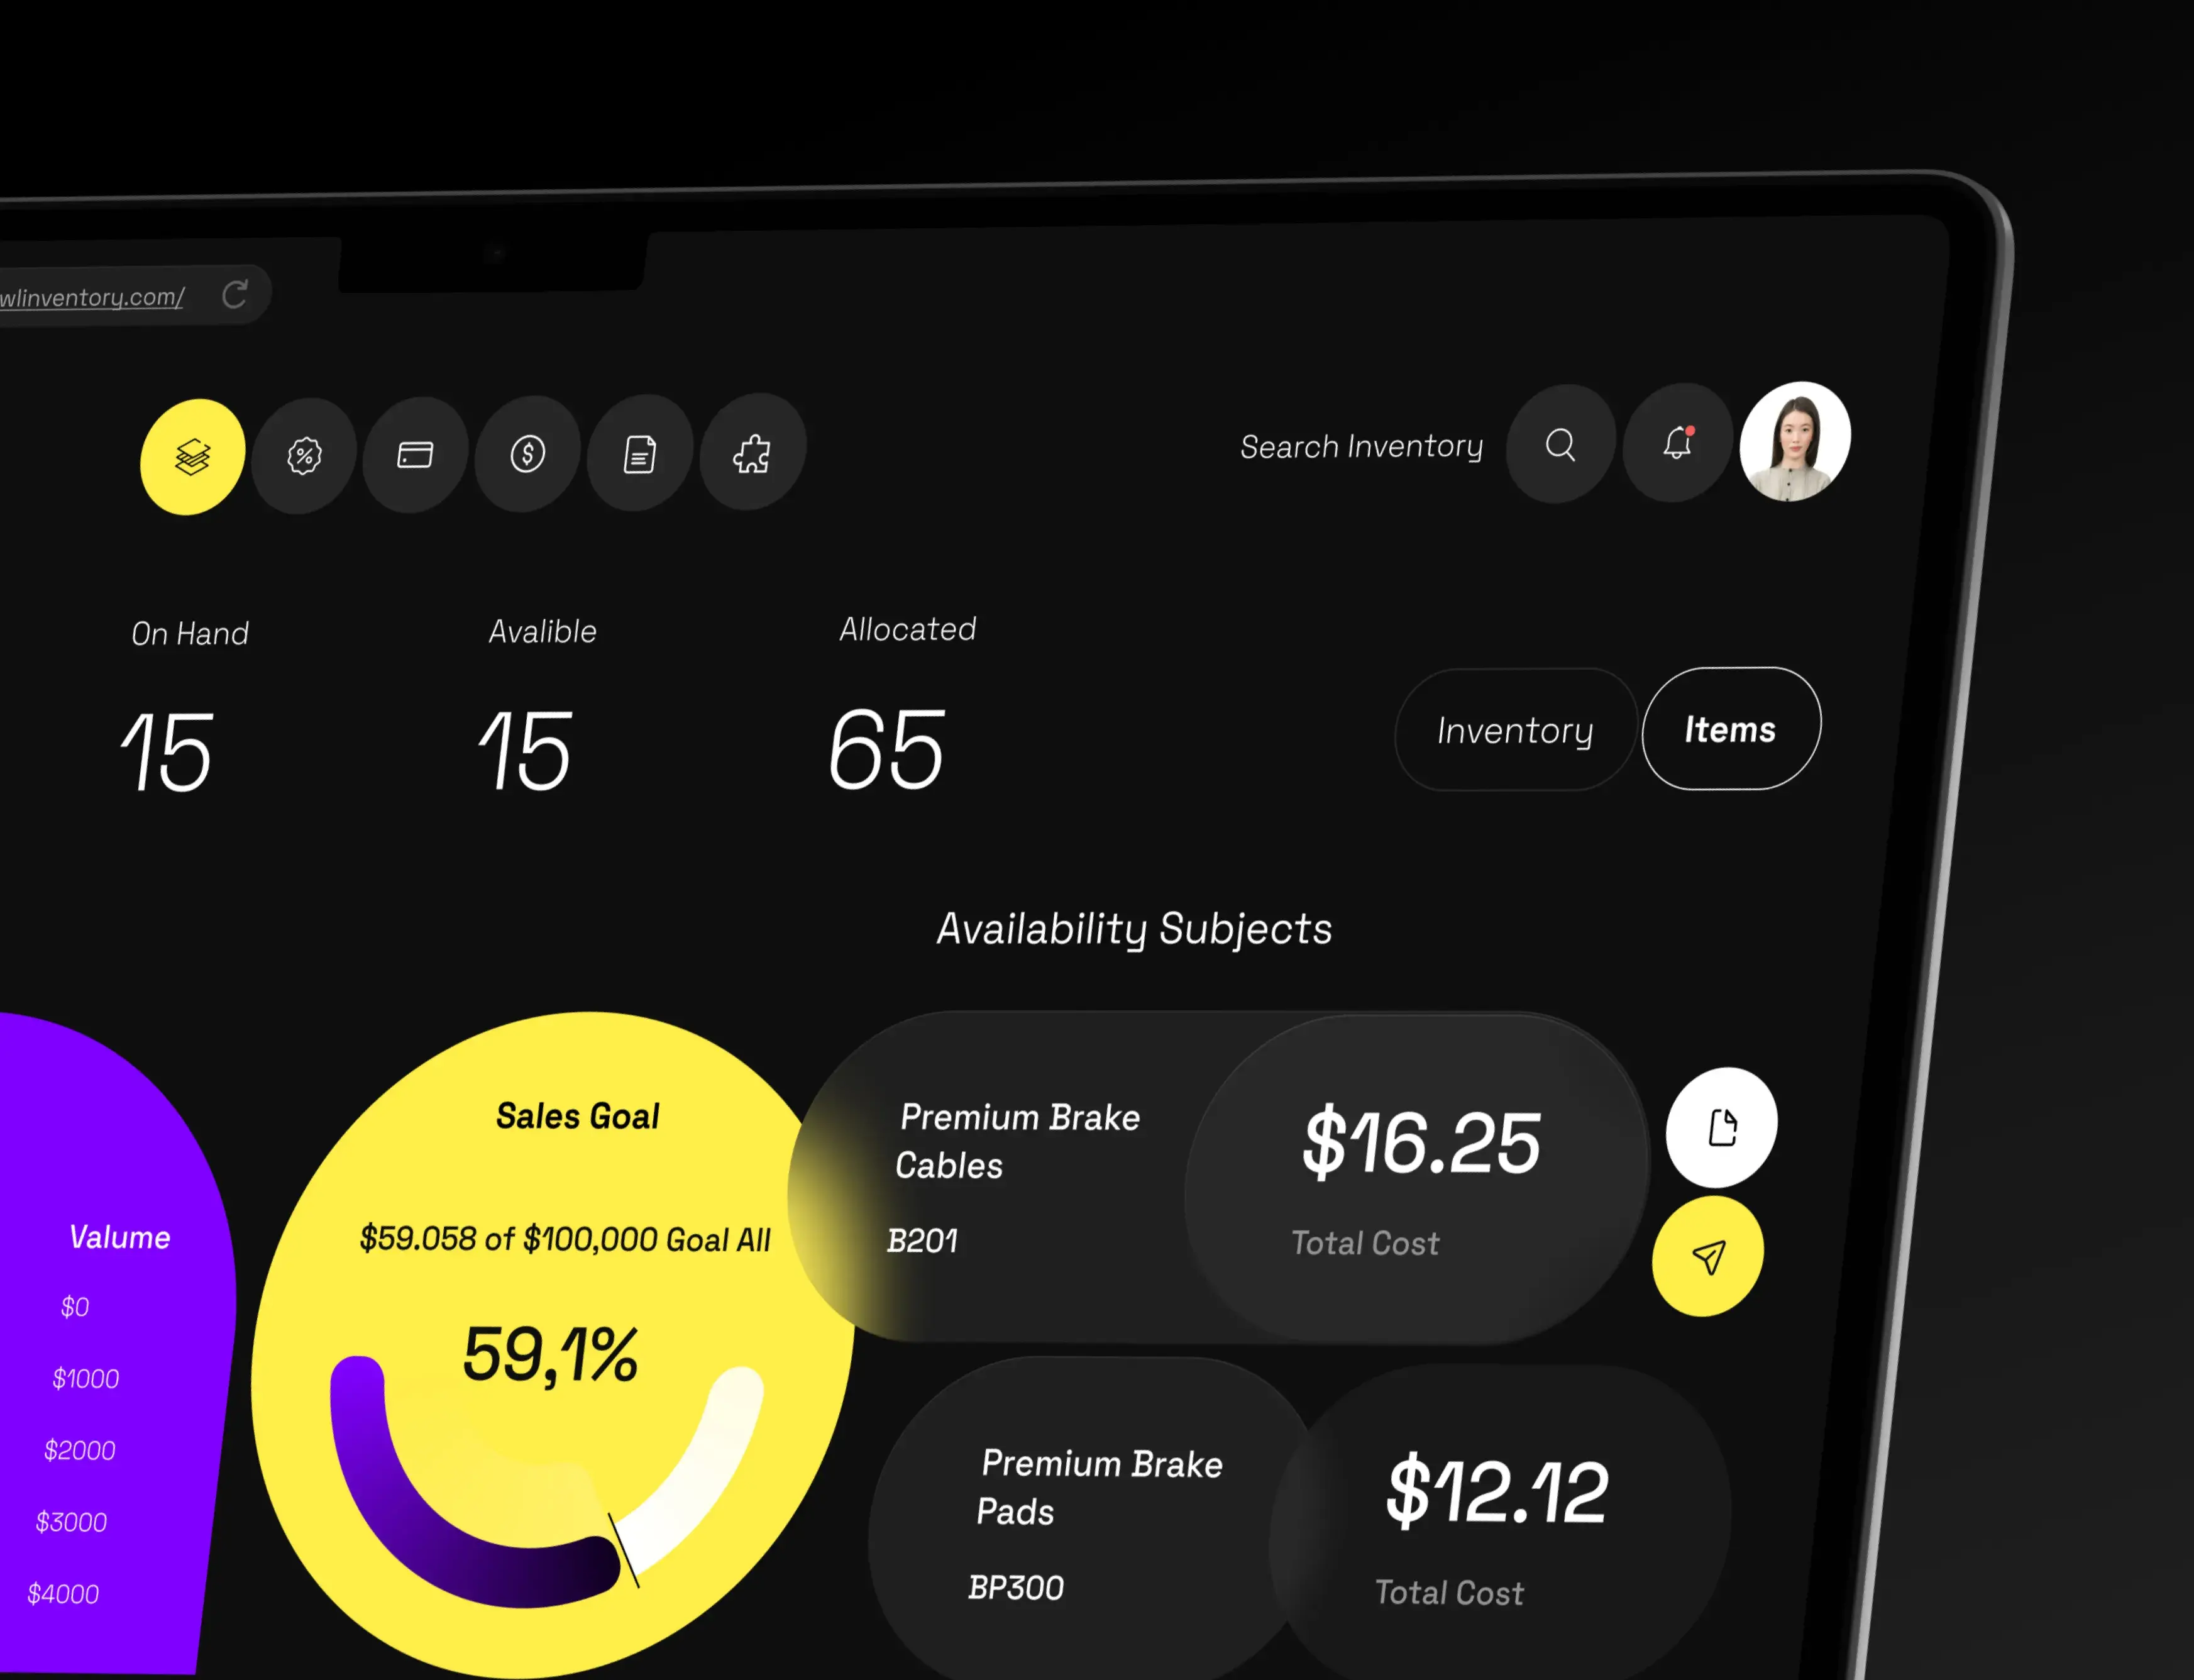 wlinventory.com/
Search Inventory
On Hand
Avalible
Allocated
15
15
65
Inventory
Items
Availability Subjects
Valume
$0
$1000
$2000
$3000
$4000
Sales Goal
$59.058 of $100,000 Goal All
59,1%
Premium Brake
Cables
B201
$16.25
Total Cost
Premium Brake
Pads
BP300
$12.12
Total Cost